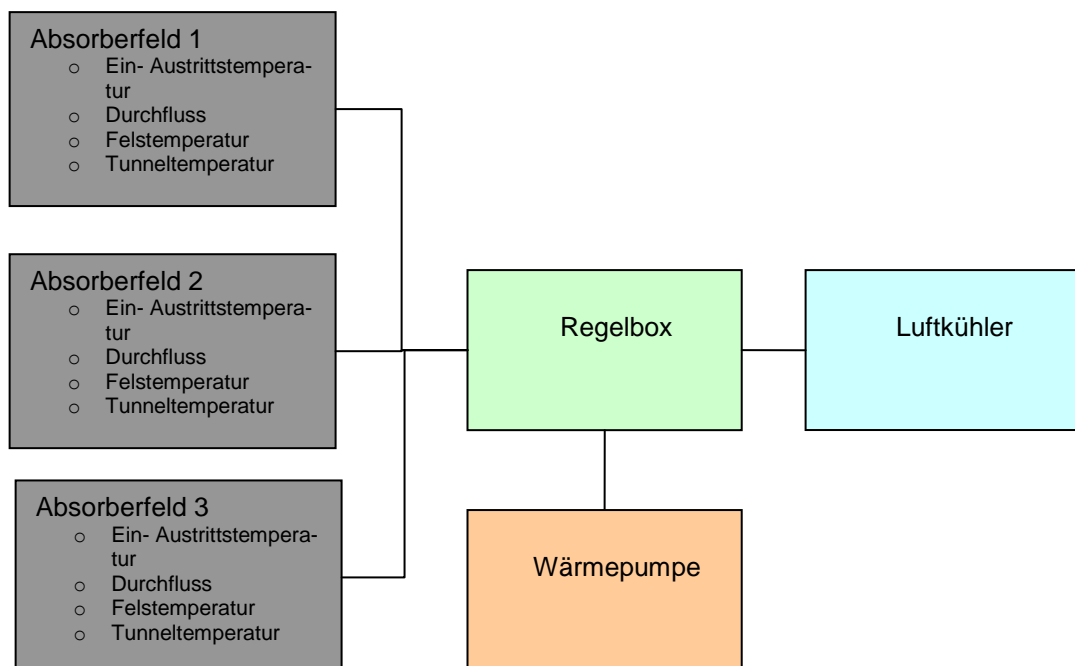 Absorberfeld 1
o Ein- Austrittstempera-
tur
o Durchfluss
o Felstemperatur
o Tunneltemperatur
Absorberfeld 2
o Ein- Austrittstempera-
tur
o Durchfluss
o Felstemperatur
o Tunneltemperatur
Regelbox
Luftkühler
Absorberfeld 3
o Ein- Austrittstempera-
tur
o Durchfluss
o Felstemperatur
o Tunneltemperatur
Wärmepumpe